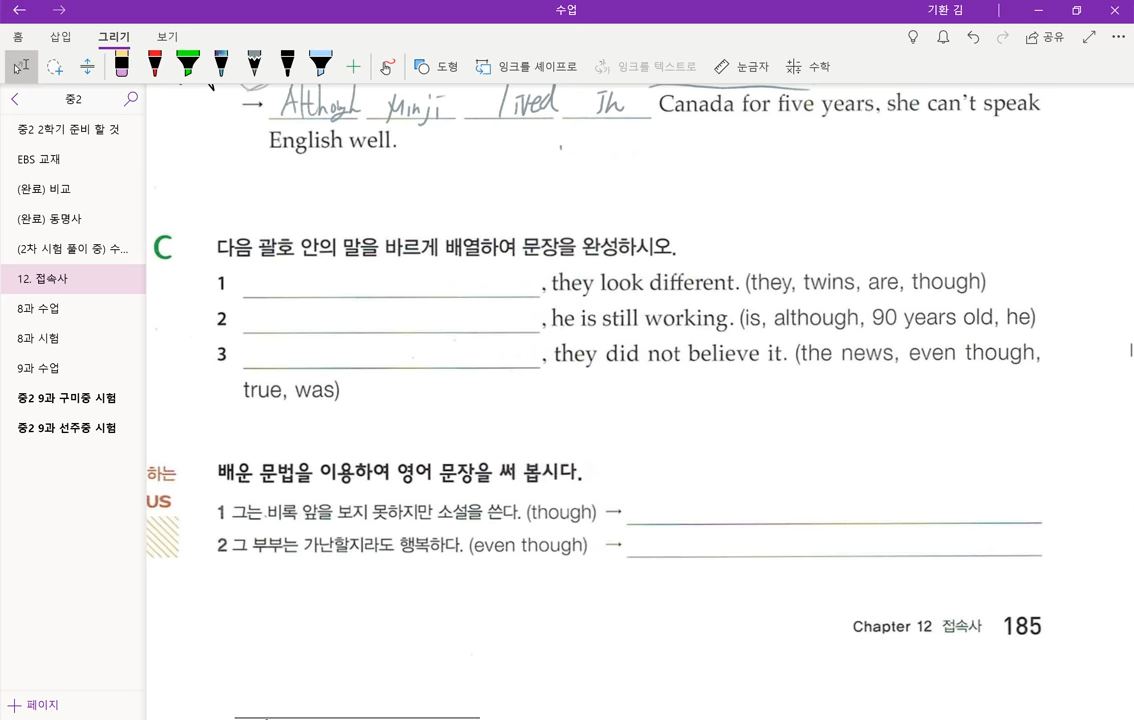 수업
기환 김
홈 삽입 그리기 보기
공유
도형 잉크를 셰이프로 잉크를 텍스트로 눈금자 수학
중2
중2 2학기 준비 할 것
EBS 교재
(완료) 비교
(완료) 동명사
(2차 시험 풀이 중) 수...
12. 접속사
8과 수업
8과 시험
9과 수업
중2 9과 구미중 시험
중2 9과 선주중 시험
페이지
→ Although Minji lived in Canada for five years, she can't speak
English well.
C 다음 괄호 안의 말을 바르게 배열하여 문장을 완성하시오.
1 , they look different. (they, twins, are, though)
2 , he is still working. (is, although, 90 years old, he)
3 , they did not believe it. (the news, even though,
true, was)
하는
US
배운 문법을 이용하여 영어 문장을 써 봅시다.
1 그는 비록 앞을 보지 못하지만 소설을 쓴다. (though) →
2 그 부부는 가난할지라도 행복하다. (even though) →
Chapter 12 접속사 185